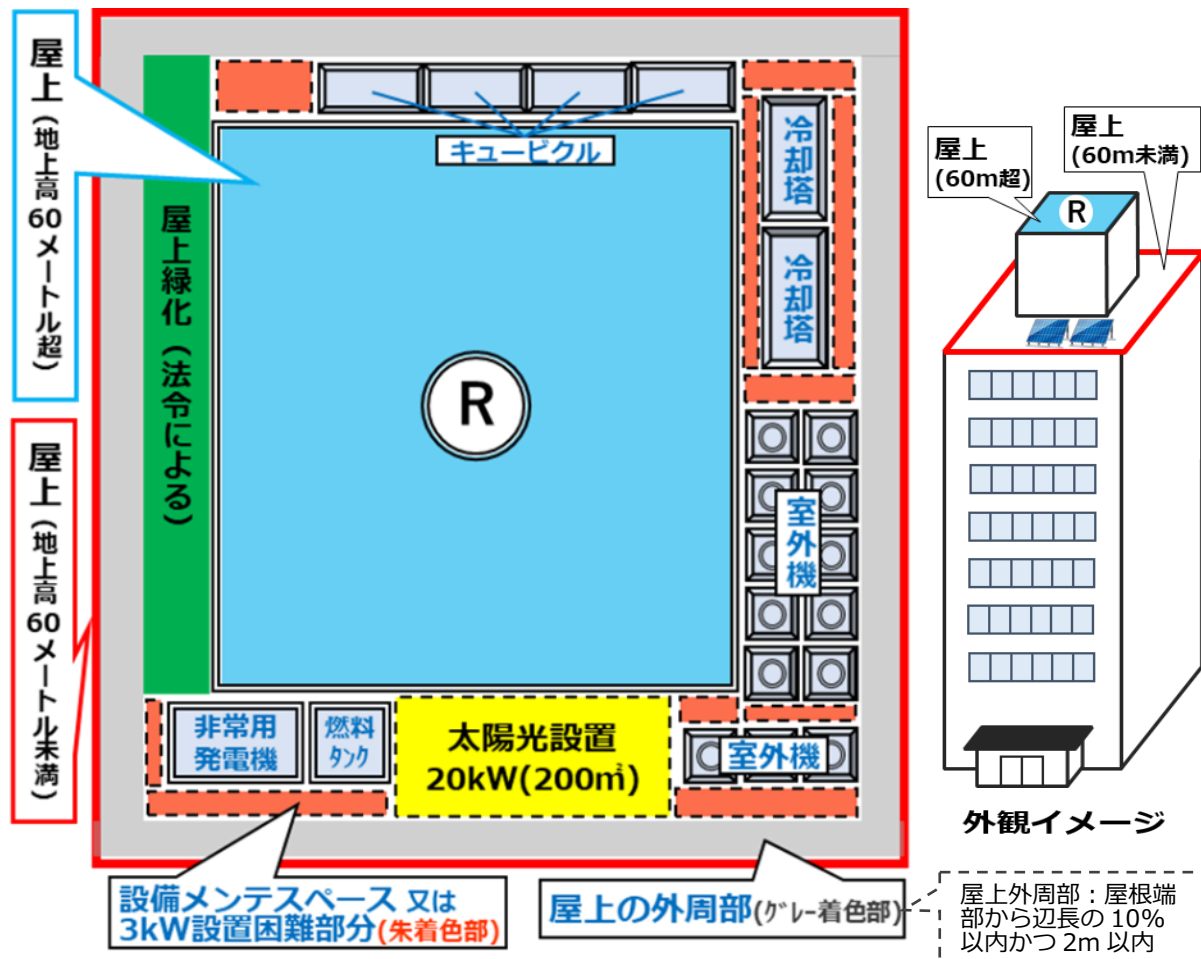 屋上（地上高60メートル超）
屋上（地上高60メートル未満）
キュービクル
冷却塔
冷却塔
屋上緑化（法令による）
R
室外機
非常用
発電機
燃料
タンク
太陽光設置
20kW(200㎡)
室外機
設備メンテスペース 又は
3kW設置困難部分(朱着色部)
屋上の外周部(グレー着色部)
屋上
(60m超)
屋上
(60m未満)
R
外観イメージ
屋上外周部：屋根端
部から辺長の 10%
以内かつ 2m 以内